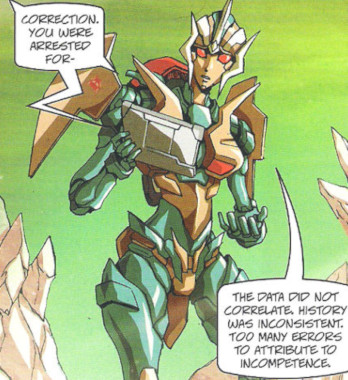 CORRECTION.
YOU WERE
ARRESTED
FOR-
THE DATA DID NOT
CORRELATE. HISTORY
WAS INCONSISTENT.
TOO MANY ERRORS
TO ATTRIBUTE TO
INCOMPETENCE.